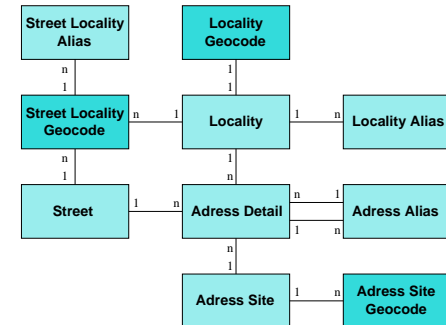 Street Locality
Alias
Locality
Geocode
n
1
1
1
Street Locality
Geocode
n
1
Locality
1
n
Locality Alias
n
1
1
n
Street
1
n
Adress Detail
n
1
1
n
Adress Alias
n
1
Adress Site
1
n
Adress Site
Geocode